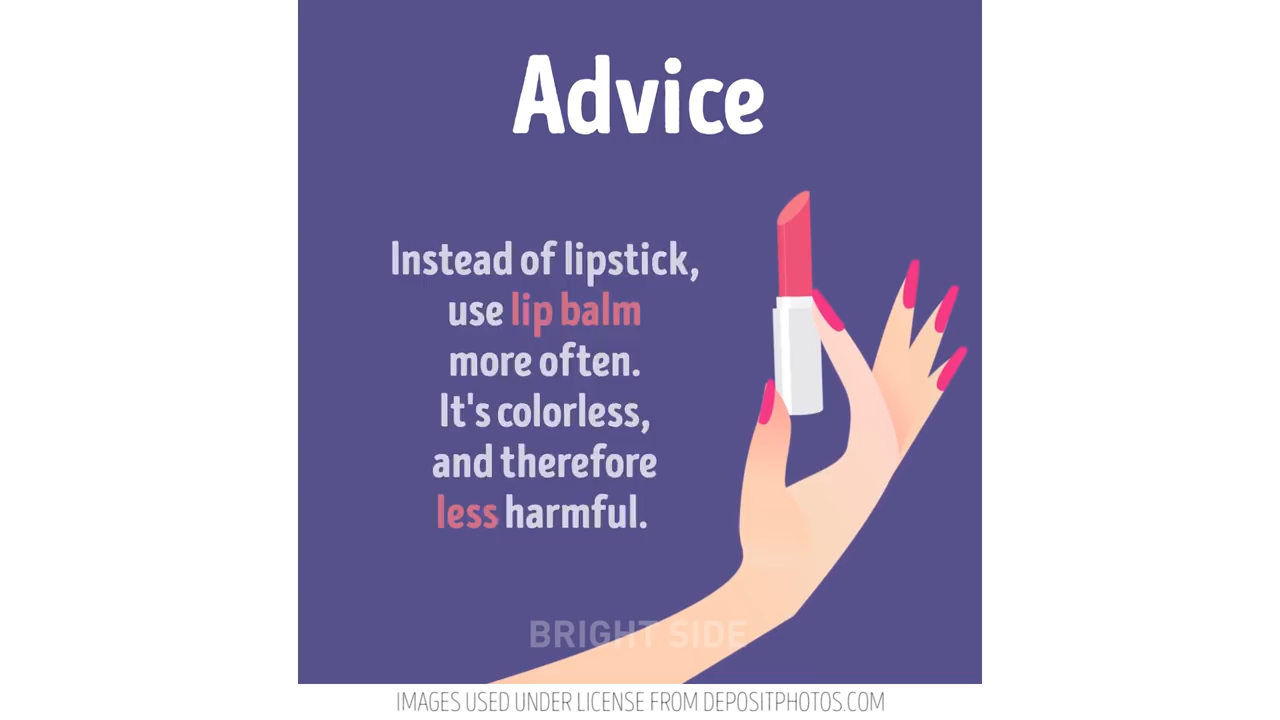 Advice
Instead of lipstick,
use lip balm
more often.
It's colorless,
and therefore
less harmful.
BRIGHT SIDE
IMAGES USED UNDER LICENSE FROM DEPOSITPHOTOS.COM